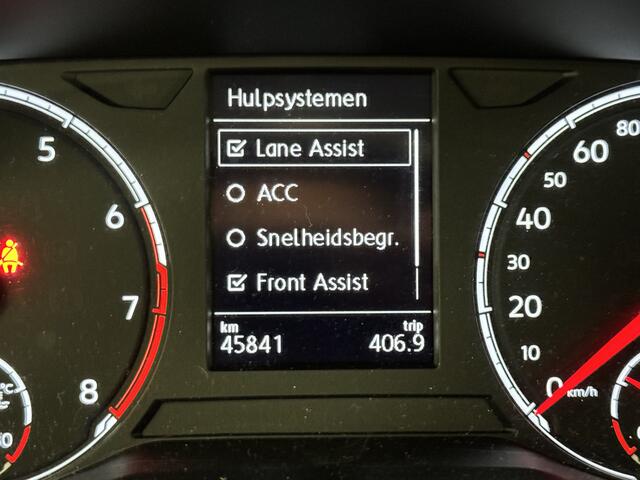 Hulpsystemen
Lane Assist
ACC
Snelheidsbegr.
Front Assist
km trip
45841 406.9
5
6
7
8
80
60
50
40
30
20
10
0 km/h